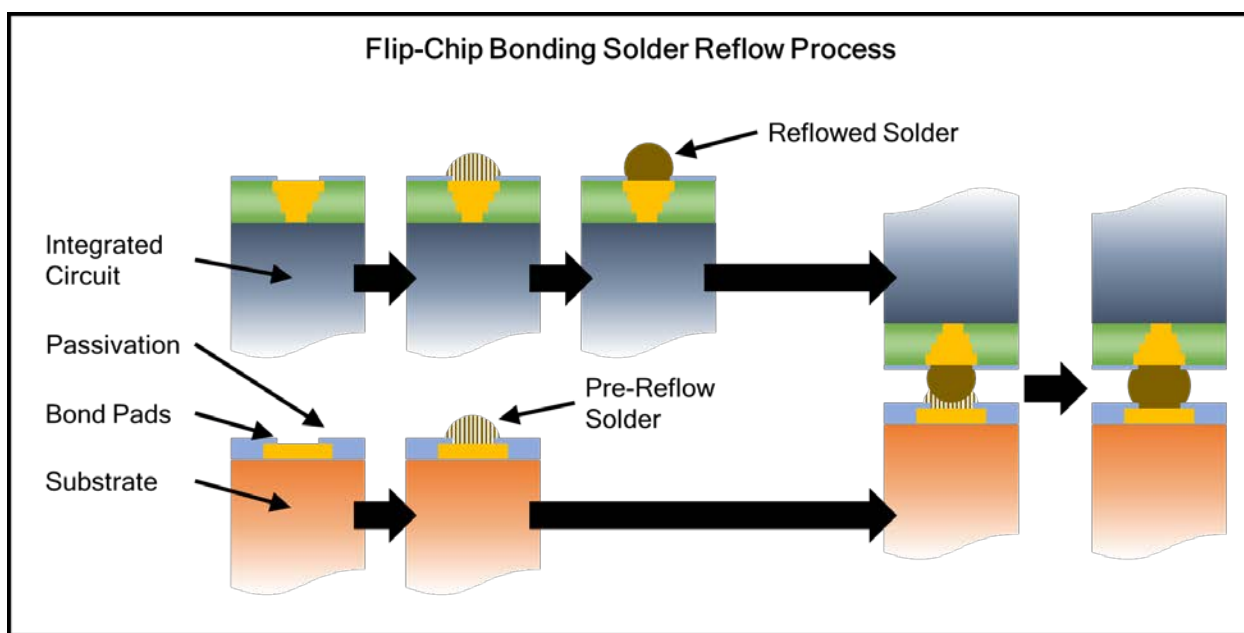 Flip-Chip Bonding Solder Reflow Process
Reflowed Solder
Integrated
Circuit
Passivation
Pre-Reflow
Solder
Bond Pads
Substrate